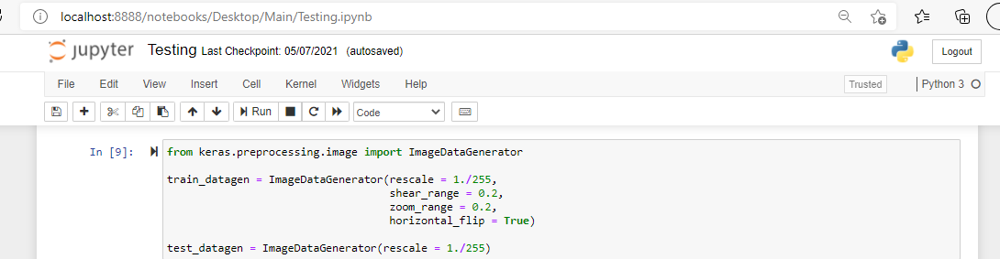 localhost:8888/notebooks/Desktop/Main/Testing.ipynb
jupyter Testing Last Checkpoint: 05/07/2021 (autosaved) Logout
File Edit View Insert Cell Kernel Widgets Help Trusted Python 3
Run Code
In [9]: from keras.preprocessing.image import ImageDataGenerator
train_datagen = ImageDataGenerator(rescale = 1./255,
shear_range = 0.2,
zoom_range = 0.2,
horizontal_flip = True)
test_datagen = ImageDataGenerator(rescale = 1./255)